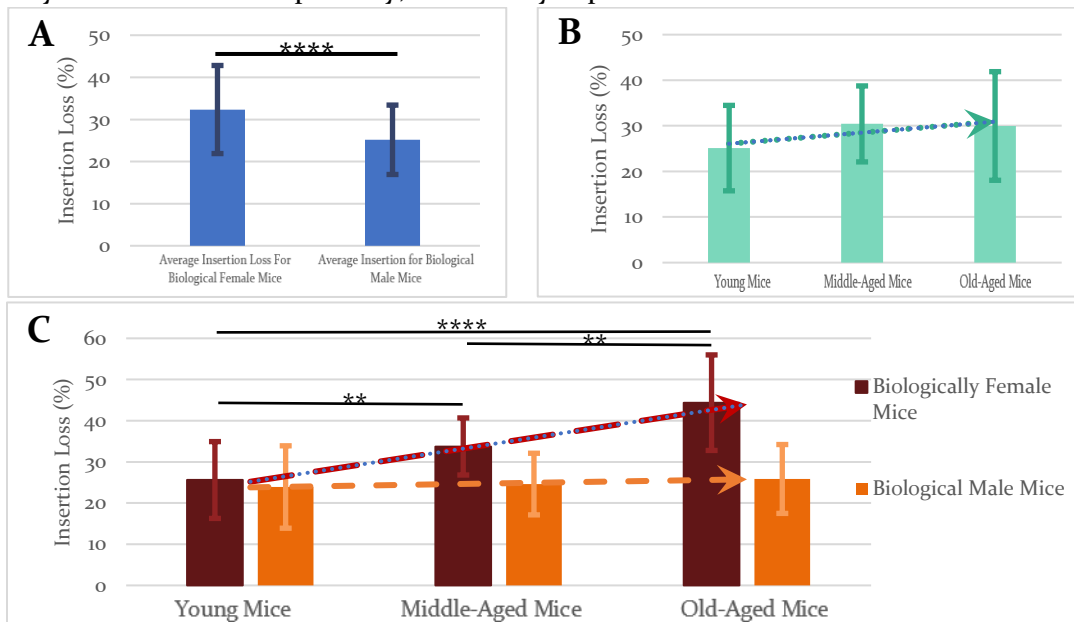 A
50
40
30
20
10
0
Insertion Loss (%)
****
Average Insertion Loss For
Biological Female Mice
Average Insertion for Biological
Male Mice
B
50
40
30
20
10
0
Insertion Loss (%)
Young Mice
Middle-Aged Mice
Old-Aged Mice
C
60
50
40
30
20
10
0
Insertion Loss (%)
****
**
**
Young Mice
Middle-Aged Mice
Old-Aged Mice
Biologically Female
Mice
Biological Male Mice